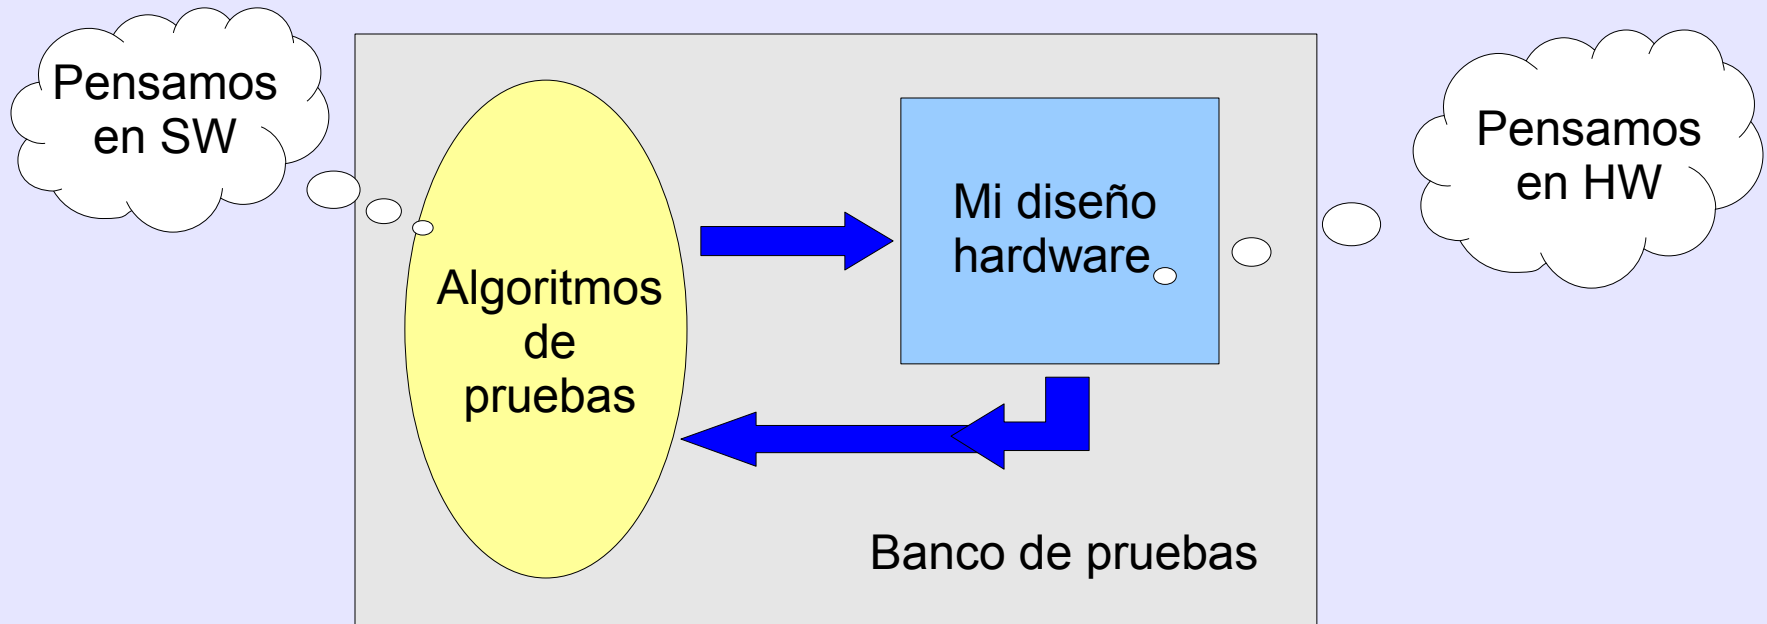 Pensamos
en SW
Pensamos
en HW
Mi diseño
hardware
Algoritmos
de
pruebas
Banco de pruebas